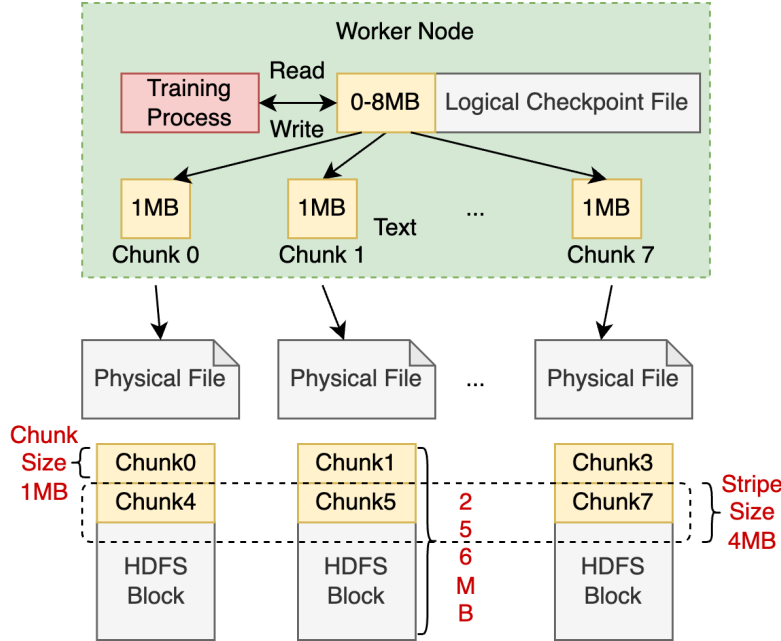 Worker Node
Training
Process
Read
Write
0-8MB
Logical Checkpoint File
1MB
1MB
...
1MB
Text
Chunk 0
Chunk 1
Chunk 7
Physical File
Physical File
...
Physical File
Chunk
Size
1MB
Chunk0
Chunk4
HDFS
Block
Chunk1
Chunk5
HDFS
Block
2
5
6
M
B
Chunk3
Chunk7
HDFS
Block
Stripe
Size
4MB